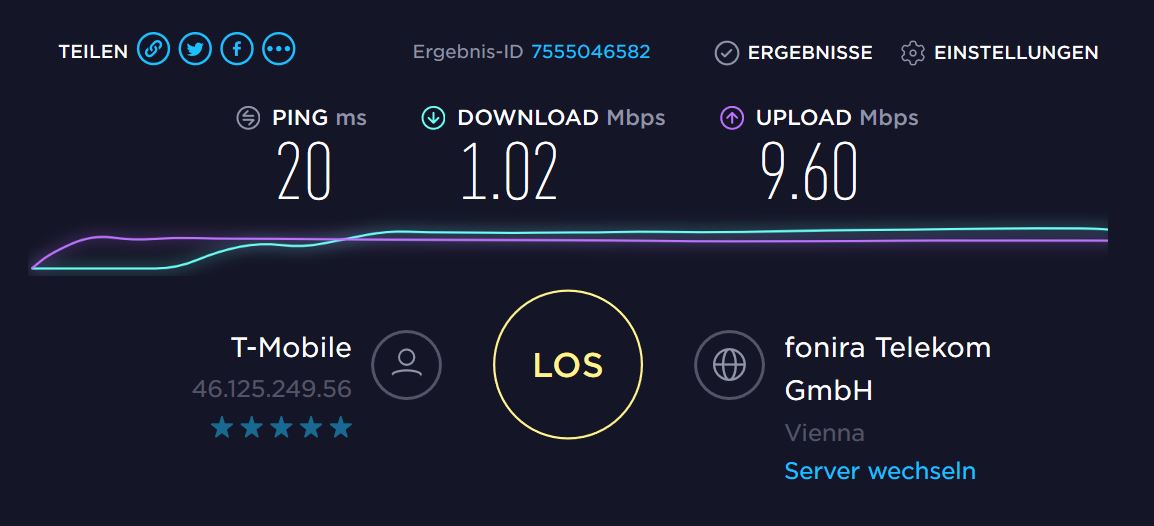 TEILEN Ergebnis-ID 7555046582 ERGEBNISSE EINSTELLUNGEN
PING ms DOWNLOAD Mbps UPLOAD Mbps
20 1.02 9.60
T-Mobile
46.125.249.56
LOS
fonira Telekom
GmbH
Vienna
Server wechseln